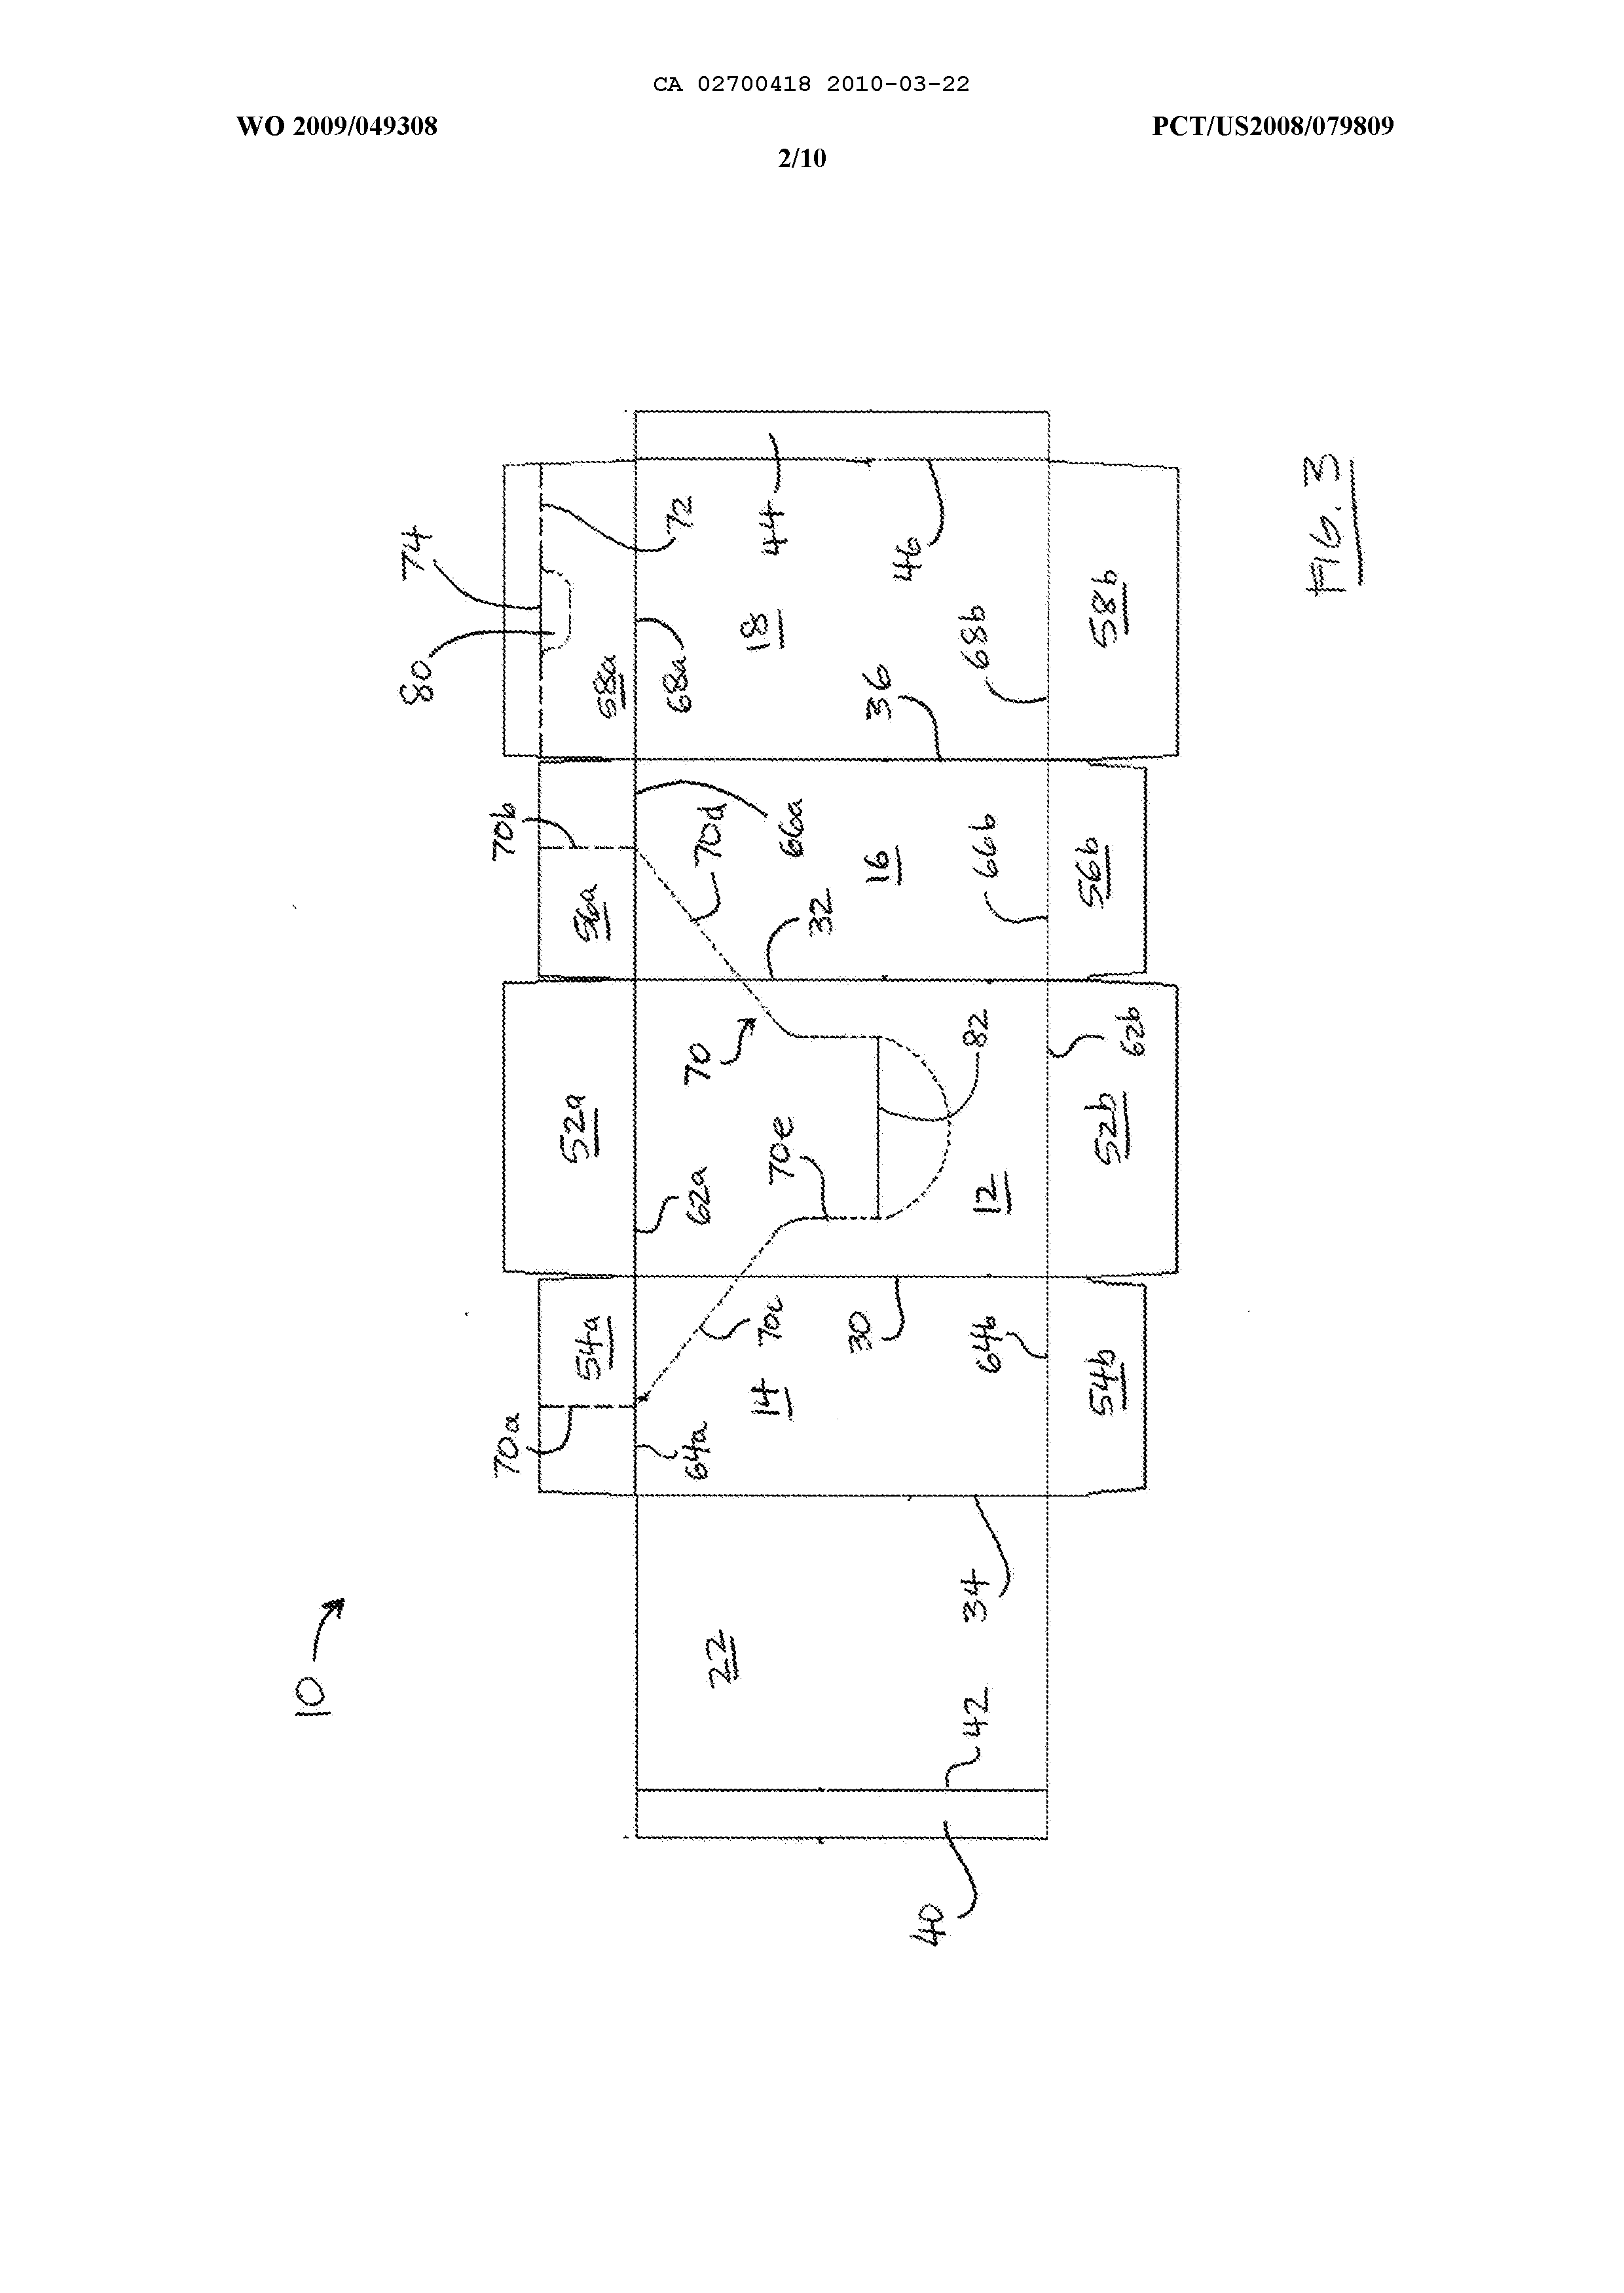 CA 02700418 2010-03-22
WO 2009/049308
PCT/US2008/079809
2/10
10
40
42
22
34
70a
54a
64a
14
70c
30
64b
54b
52a
62a
70
70e
12
82
62b
52b
70b
56a
70d
66a
32
16
66b
56b
80
74
58a
68a
72
18
44
36
46
68b
58b
FIG. 3